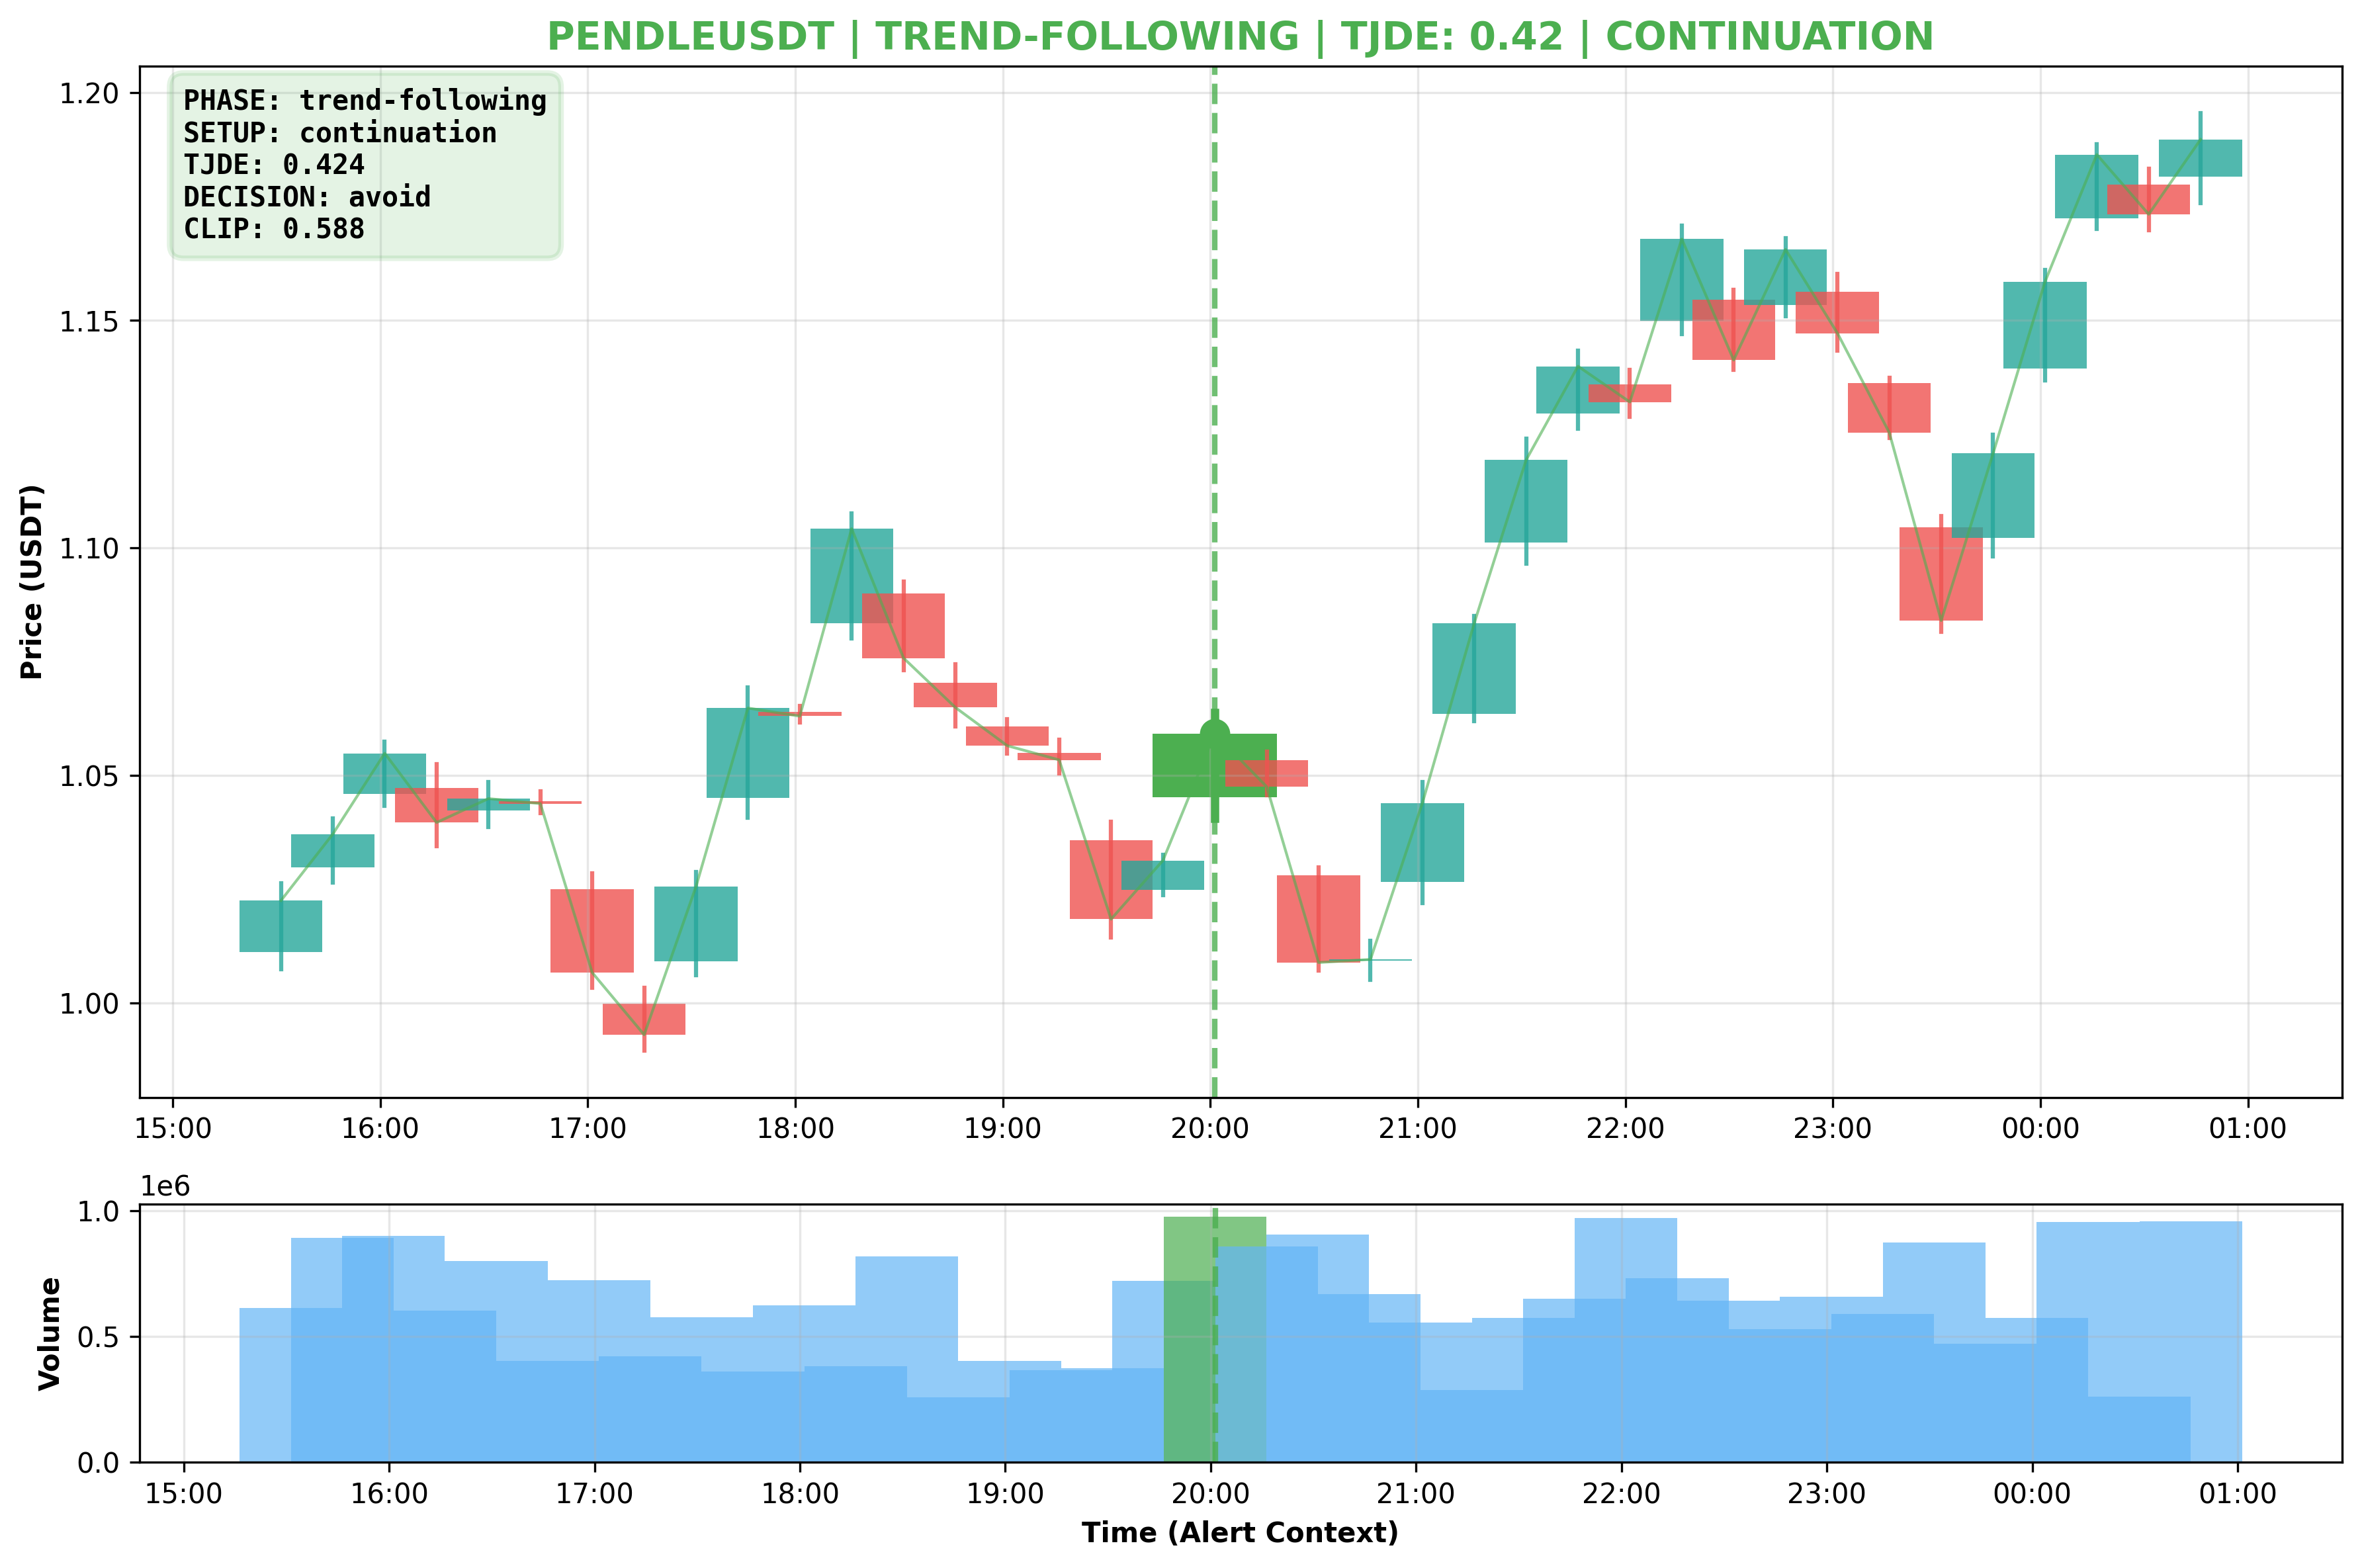 PENDLEUSDT | TREND-FOLLOWING | TJDE: 0.42 | CONTINUATION
PHASE: trend-following
SETUP: continuation
TJDE: 0.424
DECISION: avoid
CLIP: 0.588
Price (USDT)
1.20
1.15
1.10
1.05
1.00
15:00 16:00 17:00 18:00 19:00 20:00 21:00 22:00 23:00 00:00 01:00
1e6
Volume
1.0
0.5
0.0
15:00 16:00 17:00 18:00 19:00 20:00 21:00 22:00 23:00 00:00 01:00
Time (Alert Context)